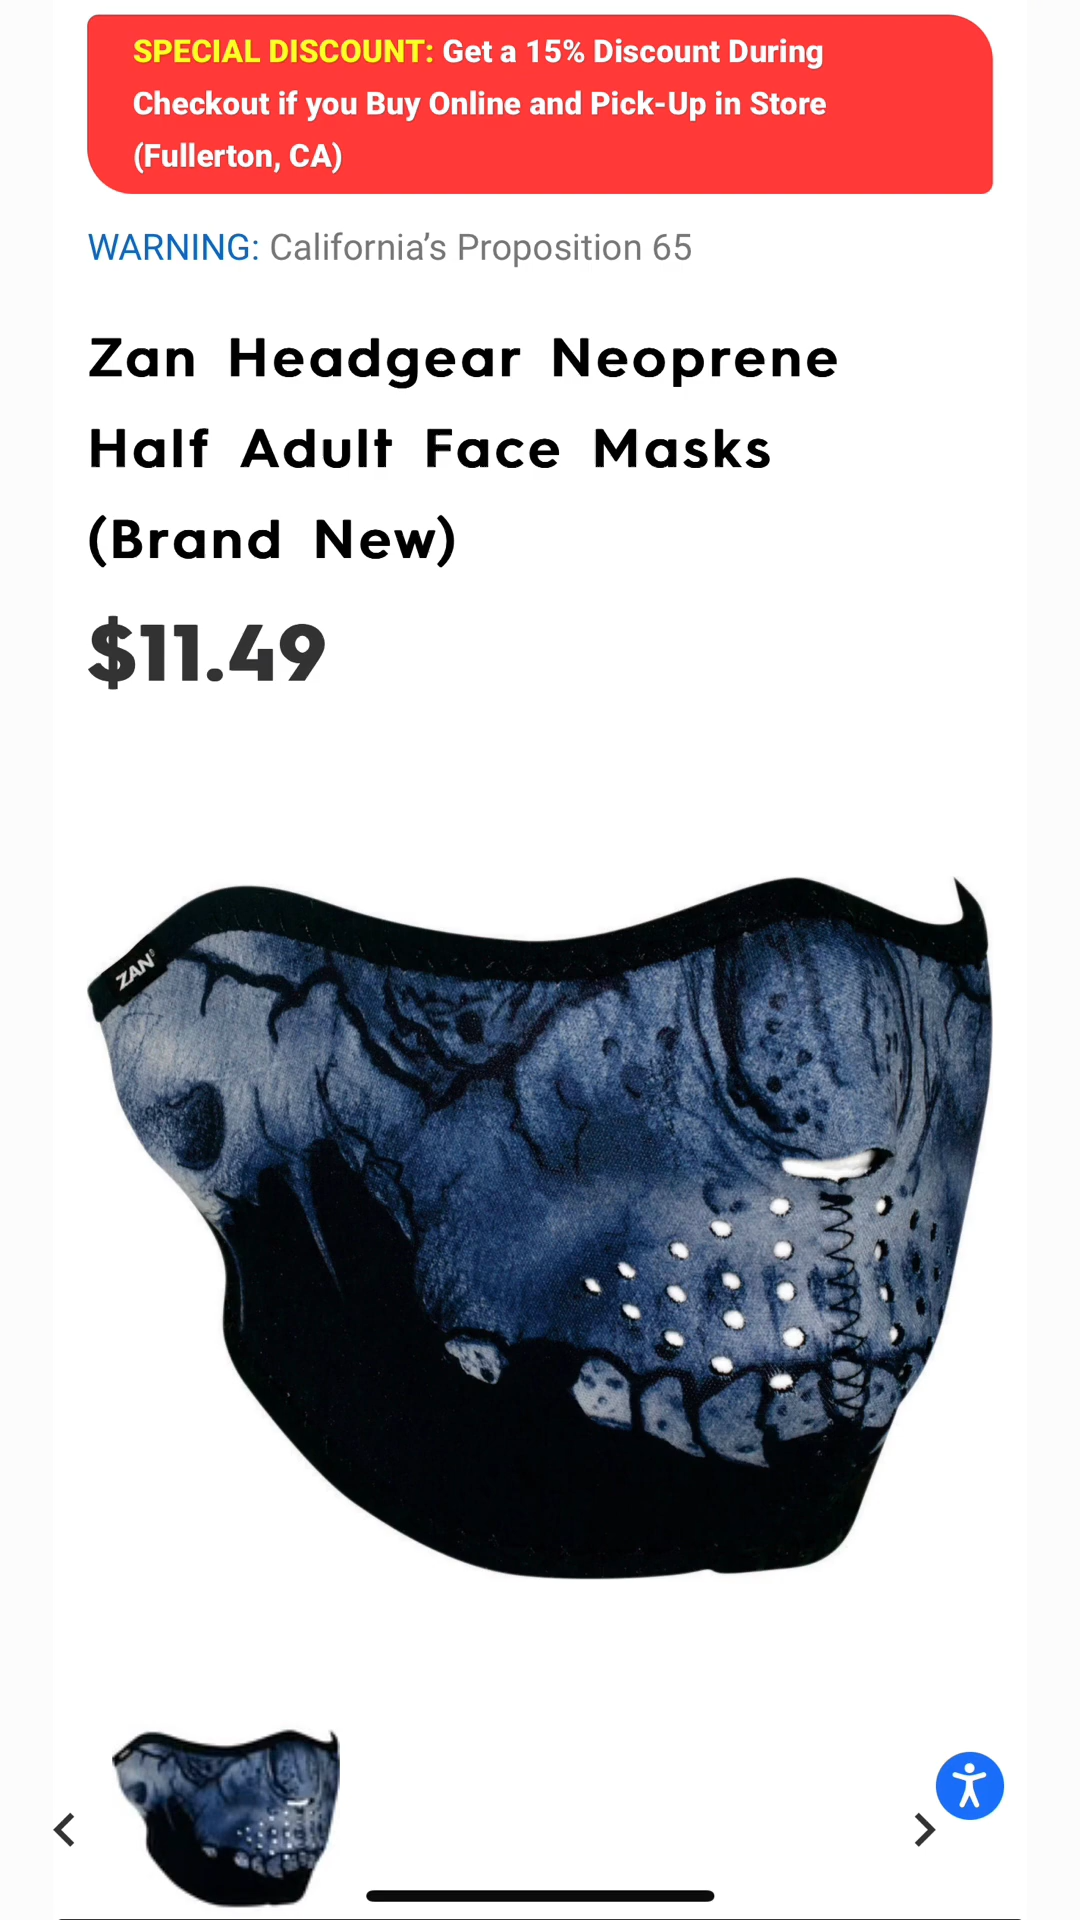 SPECIAL DISCOUNT: Get a 15% Discount During
Checkout if you Buy Online and Pick-Up in Store
(Fullerton, CA)
WARNING: California’s Proposition 65
Zan Headgear Neoprene
Half Adult Face Masks
(Brand New)
$11.49
ZAN®